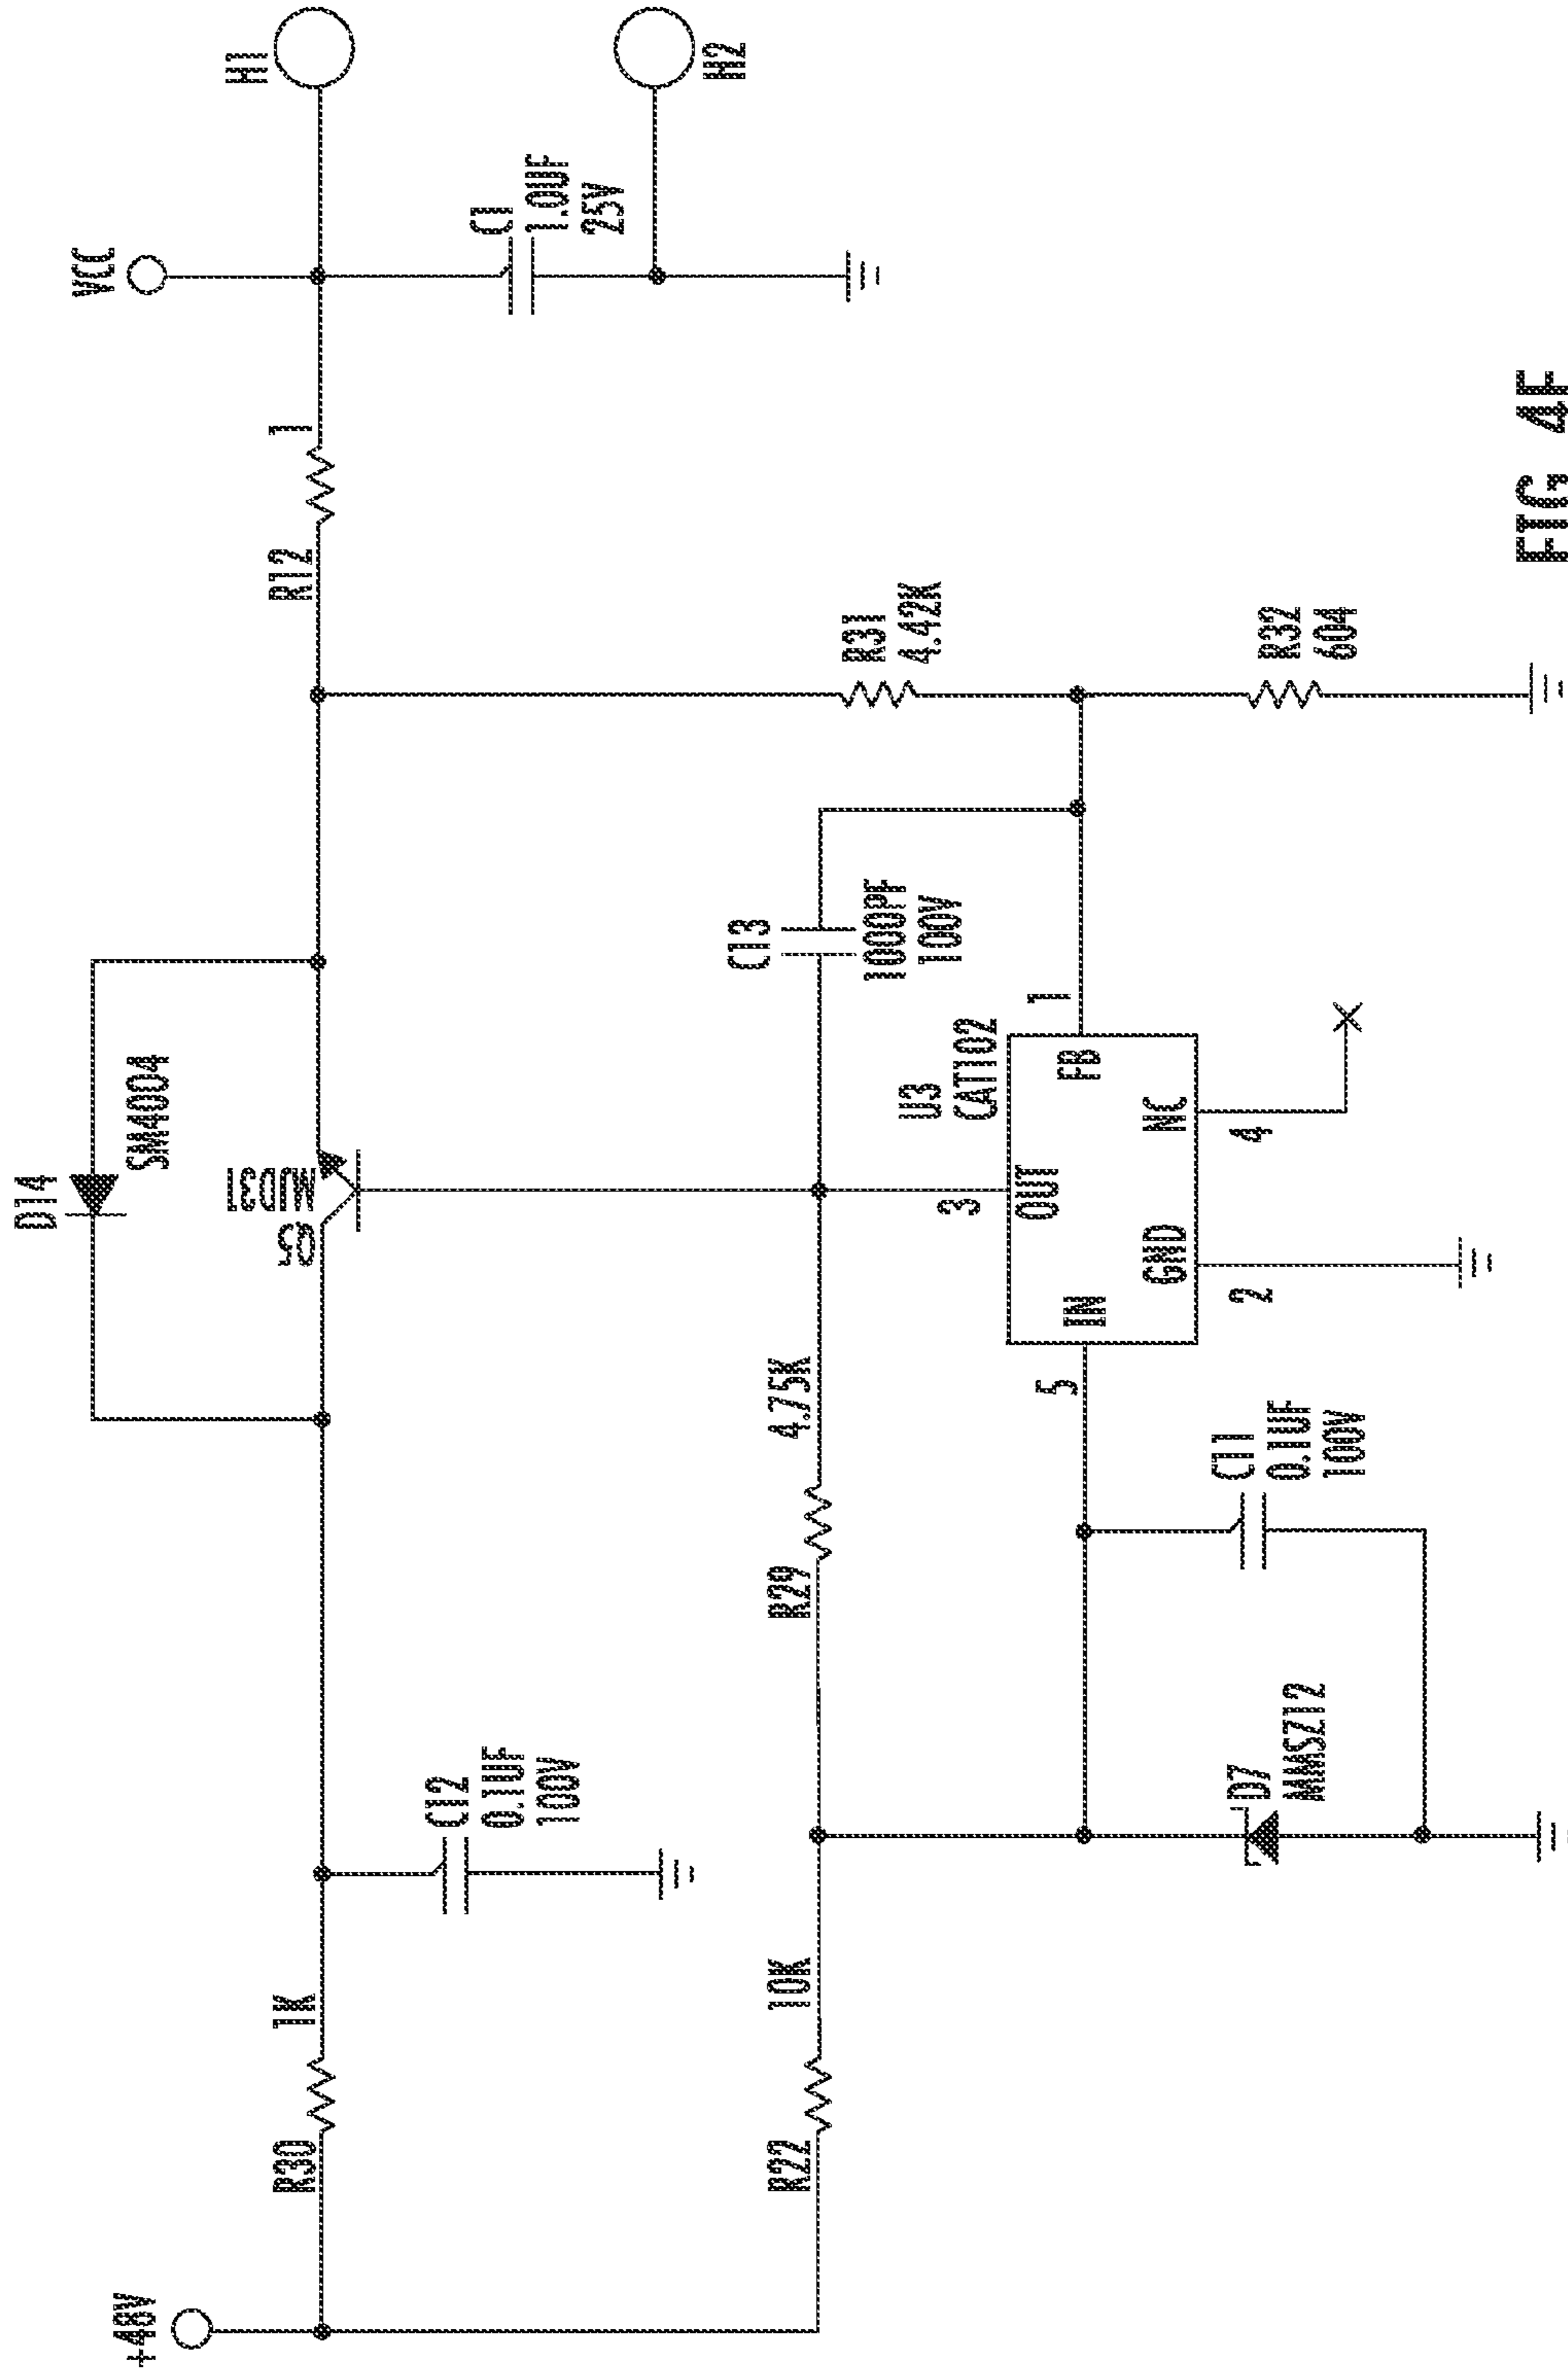 D14
SM4004
+48V
VCC
R30
1K
Q5
MJD31
R12
1
H1
C12
0.1UF
100V
C1
1.0UF
25V
H2
R22
10K
R29
4.75K
C13
1000PF
100V
R31
4.42K
U3
CAT102
3
OUT
5
IN
FB
1
GND
NC
2
4
D7
MMSZ12
C11
0.1UF
100V
R32
604
FIG